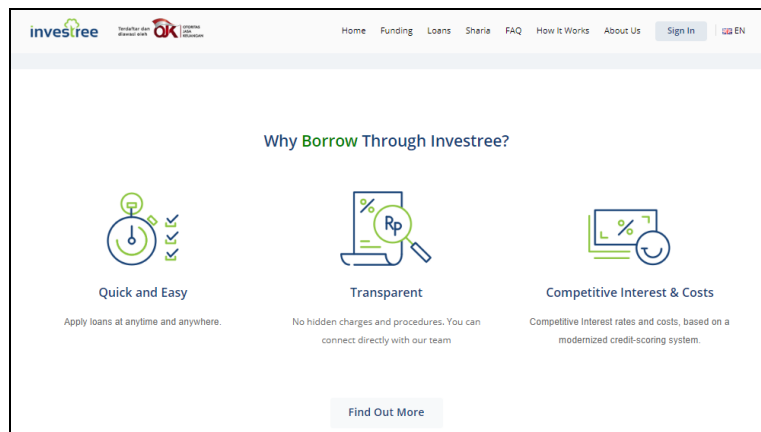 investree
Terdaftar dan
diawasi oleh
OJK
OTORITAS
JASA
KEUANGAN
Home Funding Loans Sharia FAQ How It Works About Us Sign In EN
Why Borrow Through Investree?
%
Rp
%
Quick and Easy
Transparent
Competitive Interest & Costs
Apply loans at anytime and anywhere.
No hidden charges and procedures. You can
connect directly with our team
Competitive Interest rates and costs, based on a
modernized credit-scoring system.
Find Out More